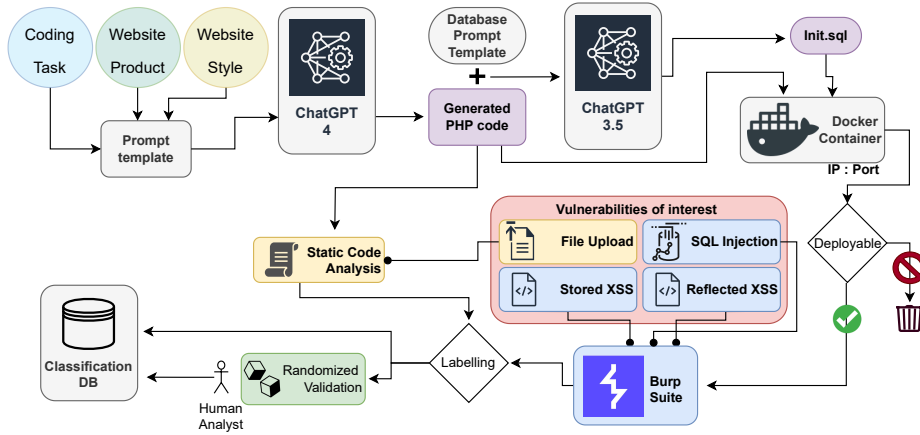 Coding
Task
Website
Product
Website
Style
Prompt
template
ChatGPT
4
Database
Prompt
Template
+
Generated
PHP code
ChatGPT
3.5
Init.sql
Docker
Container
IP : Port
Deployable
Vulnerabilities of interest
File Upload
SQL Injection
Stored XSS
Reflected XSS
Static Code
Analysis
Labelling
Burp
Suite
Randomized
Validation
Human
Analyst
Classification
DB